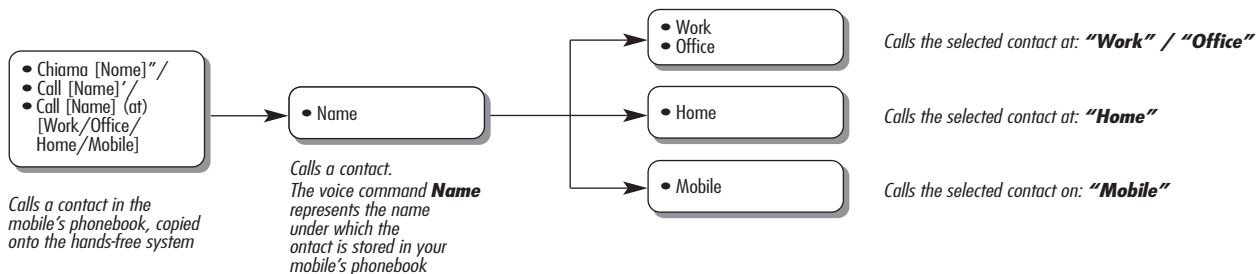 • Chiama [Nome]"/
• Call [Name]'/
• Call [Name] (at)
[Work/Office/
Home/Mobile]
Calls a contact in the
mobile's phonebook, copied
onto the hands-free system
• Name
Calls a contact.
The voice command Name
represents the name
under which the
ontact is stored in your
mobile's phonebook
• Work
• Office
Calls the selected contact at: "Work" / "Office"
• Home
Calls the selected contact at: "Home"
• Mobile
Calls the selected contact on: "Mobile"